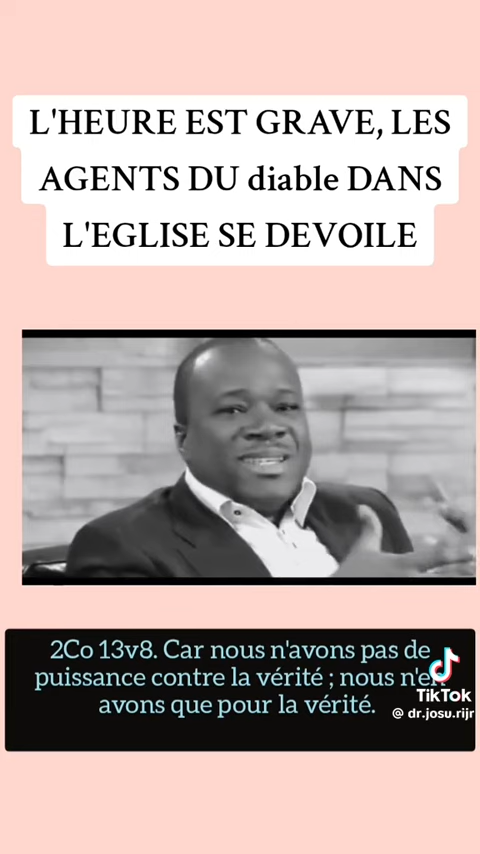 L'HEURE EST GRAVE, LES
AGENTS DU diable DANS
L'EGLISE SE DEVOILE
2Co 13v8. Car nous n'avons pas de
puissance contre la vérité ; nous n'en
avons que pour la vérité.
TikTok
@ dr.josu.rijr